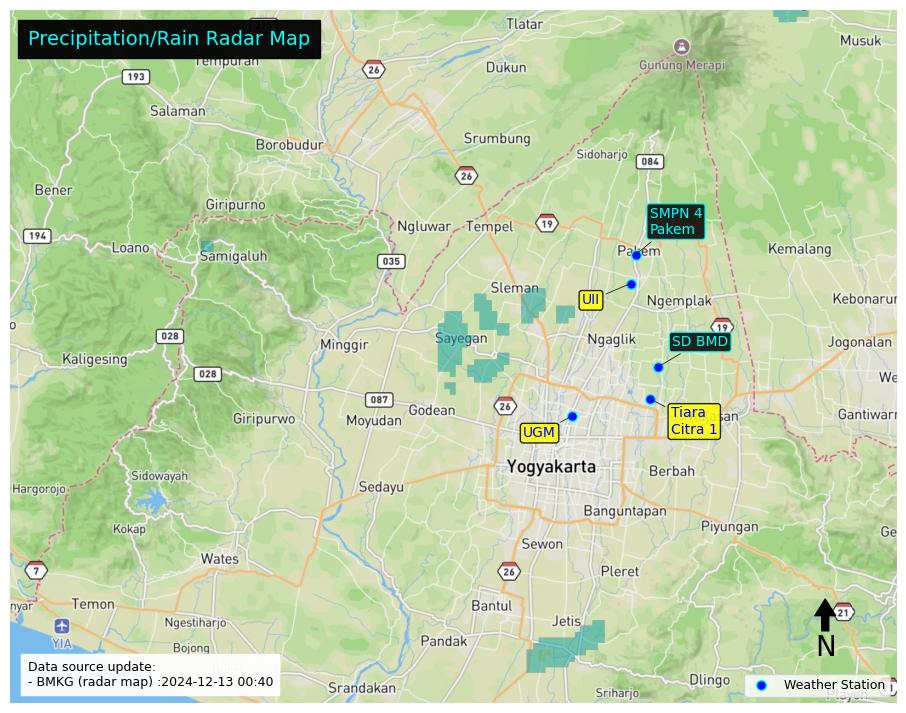 Precipitation/Rain Radar Map
Tlatar
Musuk
Tempuran
26
Dukun
Gunung Merapi
193
Salaman
Borobudur
Srumbung
Sidoharjo
084
26
Bener
Giripurno
SMPN 4
Pakem
194
Loano
Samigaluh
Ngluwar
Tempel
19
Pakem
Kemalang
035
Sleman
UII
Ngemplak
Kebonarum
028
Minggir
Sayegan
Ngaglik
SD BMD
19
Jogonalan
Kaligesing
028
087
Godean
26
Giripurwo
Moyudan
UGM
Tiara
Citra 1
Gantiwarn
Yogyakarta
Berbah
Sidowayah
Hargorojo
Sedayu
Banguntapan
Kokap
Piyungan
Wates
Sewon
7
26
Pleret
Temon
Bantul
21
Ngestiharjo
Jetis
YIA
Bojong
Pandak
N
Data source update:
- BMKG (radar map) :2024-12-13 00:40
Srandakan
Sriharjo
Dlingo
Weather Station